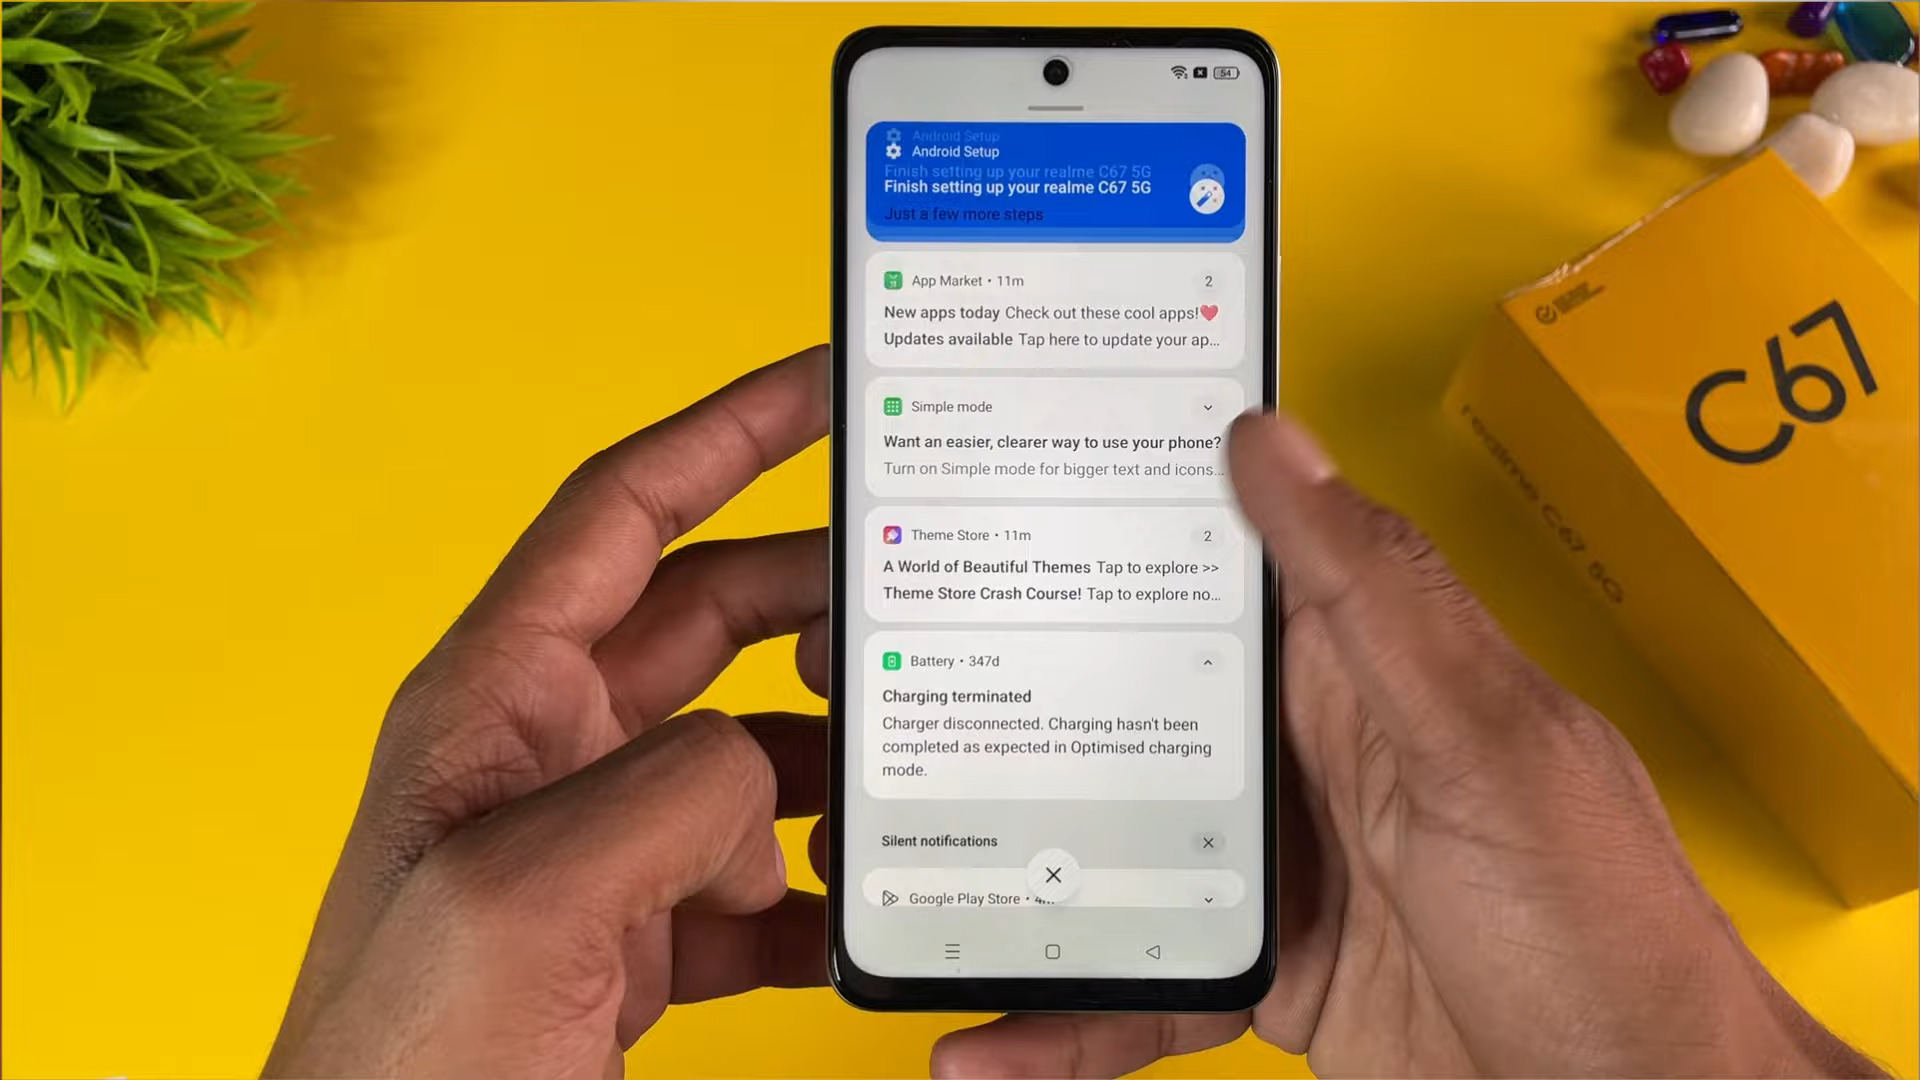 54
Android Setup
Android Setup
Finish setting up your realme C67 5G
Finish setting up your realme C67 5G
Just a few more steps
App Market • 11m 2
New apps today Check out these cool apps!❤️
Updates available Tap here to update your ap...
Simple mode
Want an easier, clearer way to use your phone?
Turn on Simple mode for bigger text and icons...
Theme Store • 11m 2
A World of Beautiful Themes Tap to explore >>
Theme Store Crash Course! Tap to explore no...
Battery • 347d
Charging terminated
Charger disconnected. Charging hasn't been
completed as expected in Optimised charging
mode.
Silent notifications
Google Play Store •
C67
realme C67 5G